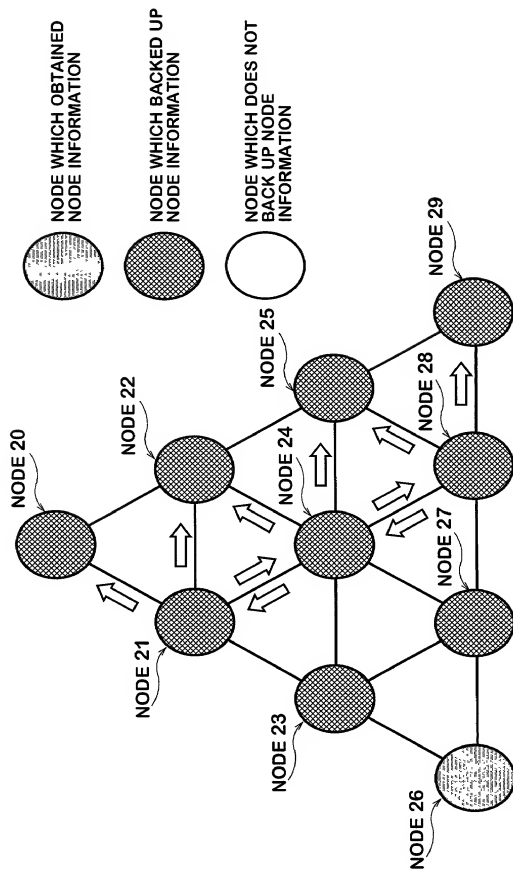 NODE WHICH OBTAINED
NODE INFORMATION
NODE WHICH BACKED UP
NODE INFORMATION
NODE WHICH DOES NOT
BACK UP NODE
INFORMATION
NODE 20
NODE 21
NODE 22
NODE 23
NODE 24
NODE 25
NODE 26
NODE 27
NODE 28
NODE 29